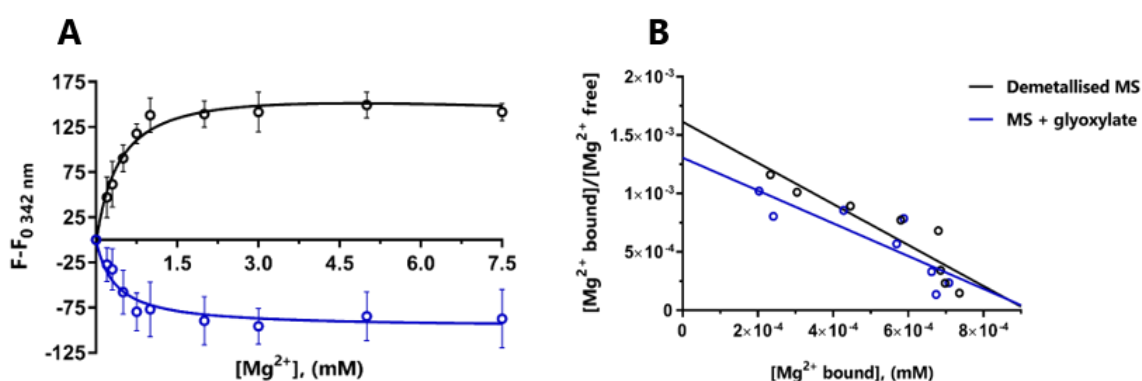 A
B
175
125
75
25
-25
-75
-125
1.5
3.0
4.5
6.0
7.5
F-F0 342 nm
[Mg2+], (mM)
2×10-3
1.5×10-3
1×10-3
5×10-4
0
0
2×10-4
4×10-4
6×10-4
8×10-4
[Mg2+ bound]/[Mg2+ free]
[Mg2+ bound], (mM)
Demetallised MS
MS + glyoxylate